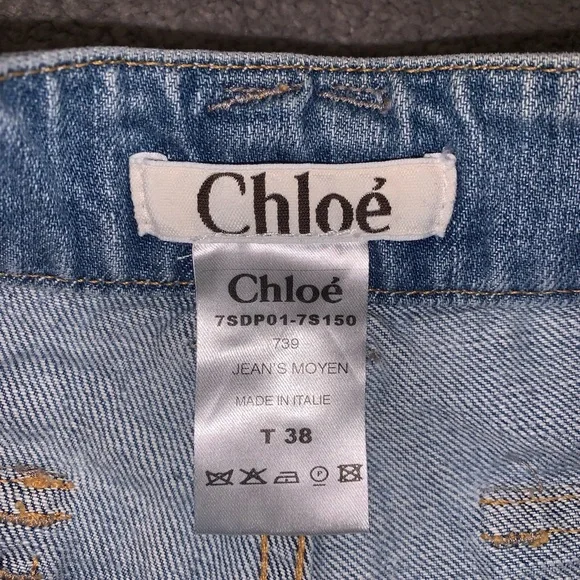 Chloé
Chloé
7SDP01-7S150
739
JEAN'S MOYEN
MADE IN ITALIE
T 38
P